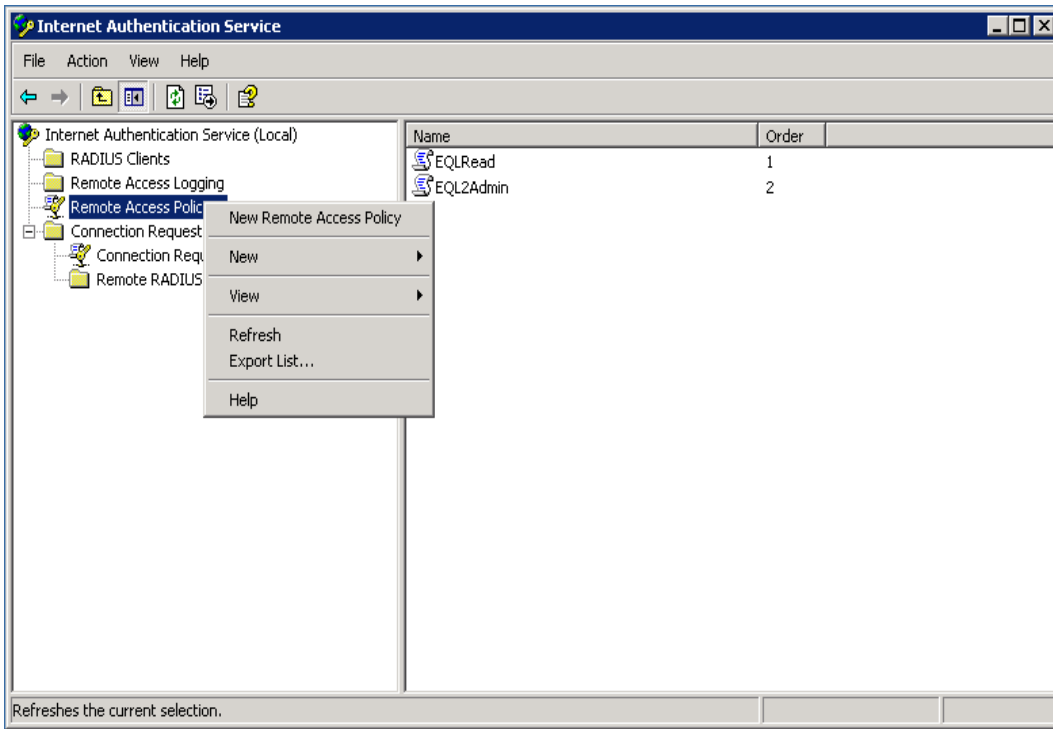 Internet Authentication Service
File Action View Help
Internet Authentication Service (Local)
RADIUS Clients
Remote Access Logging
Remote Access Polic
Connection Request
Connection Requ
Remote RADIUS
New Remote Access Policy
New
View
Refresh
Export List...
Help
Name Order
EQLRead 1
EQL2Admin 2
Refreshes the current selection.